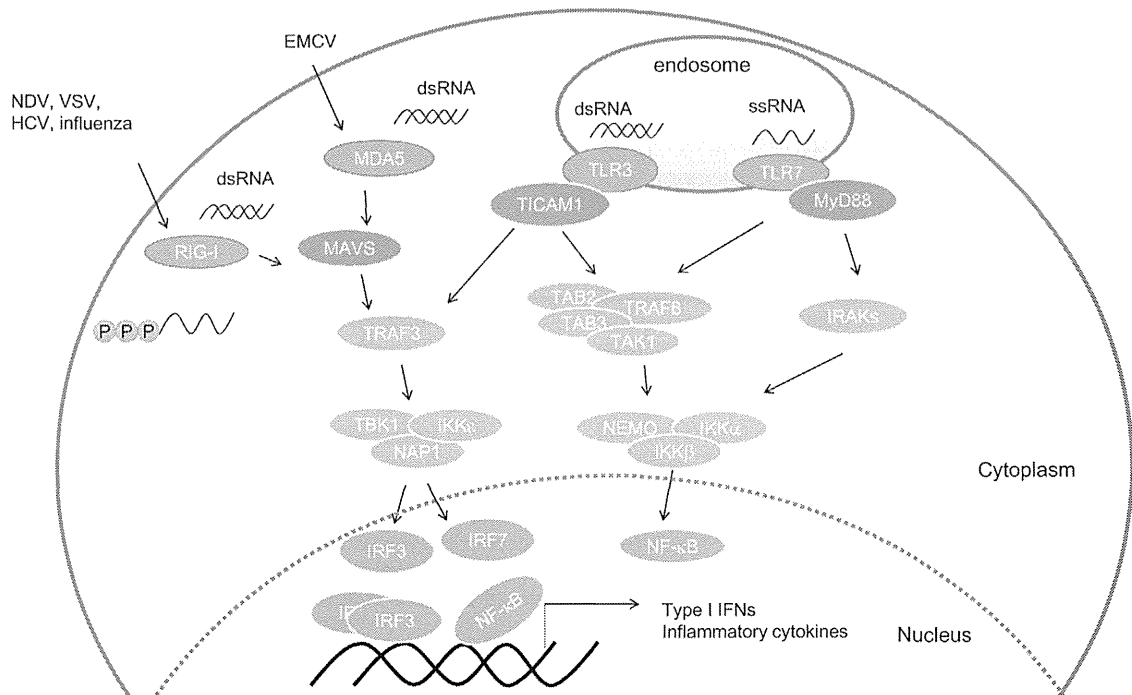 EMCV
endosome
NDV, VSV,
HCV, influenza
dsRNA
dsRNA
ssRNA
MDA5
TLR3
TLR7
dsRNA
TICAM1
MyD88
RIG-I
MAVS
TAB2
TRAF6
TAB3
TAK1
IRAKs
P P P
TRAF3
TBK1
NEMO
IKKα
NAP1
IKKβ
Cytoplasm
IRF3
IRF7
NF-κB
IRF3
NF-κB
Type I IFNs
Inflammatory cytokines
Nucleus